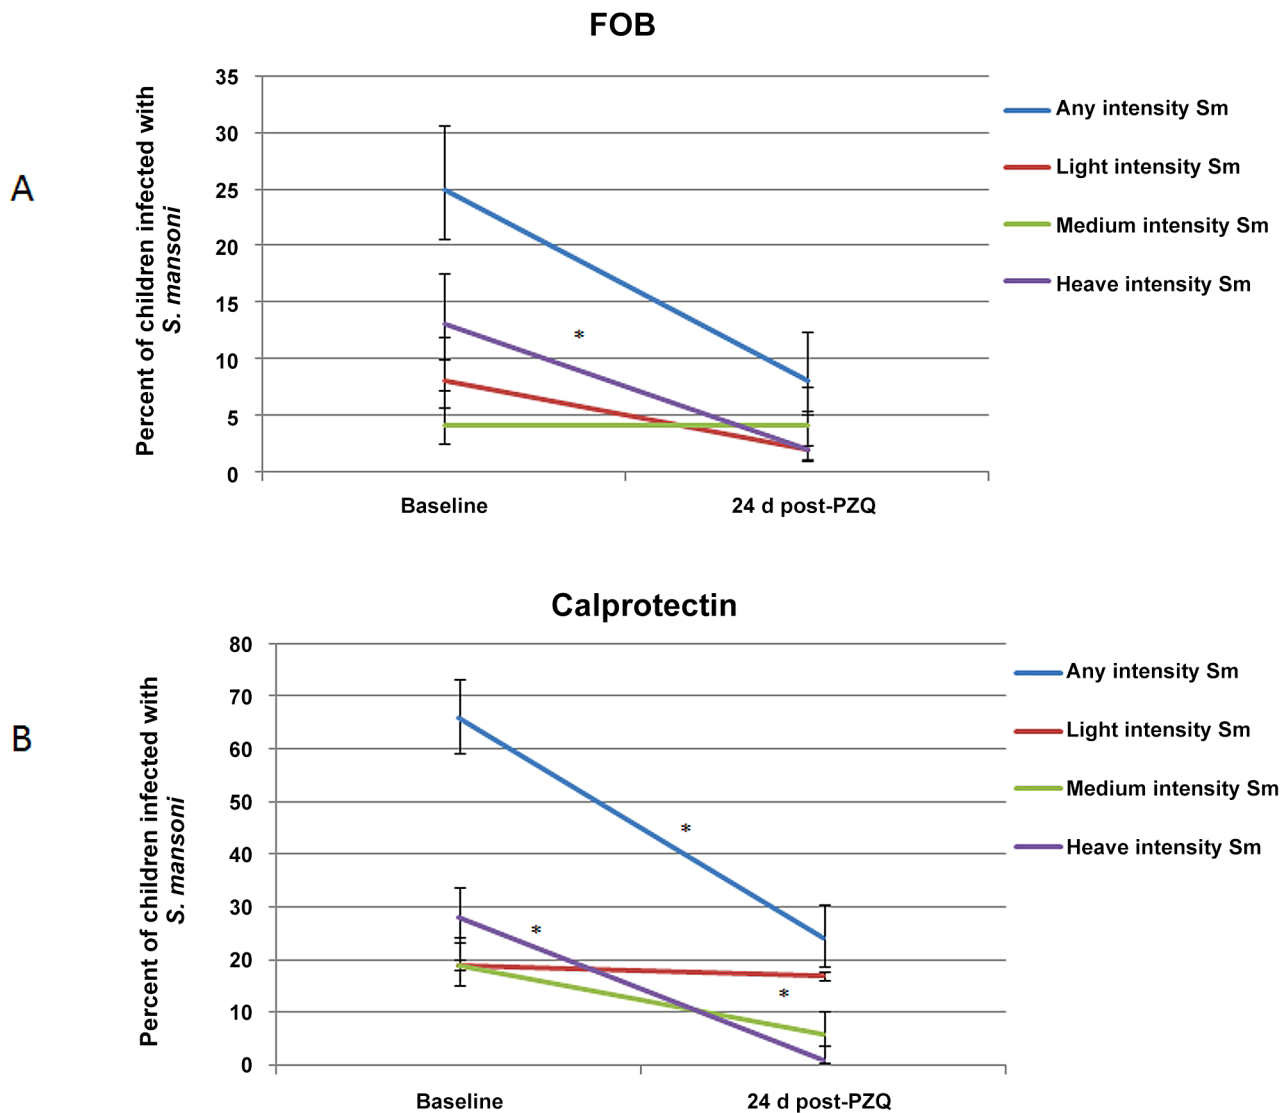 FOB
A
Percent of children infected with
S. mansoni
35
30
25
20
15
10
5
0
Baseline
24 d post-PZQ
*
Any intensity Sm
Light intensity Sm
Medium intensity Sm
Heave intensity Sm
Calprotectin
B
Percent of children infected with
S. mansoni
80
70
60
50
40
30
20
10
0
Baseline
24 d post-PZQ
*
*
*
Any intensity Sm
Light intensity Sm
Medium intensity Sm
Heave intensity Sm